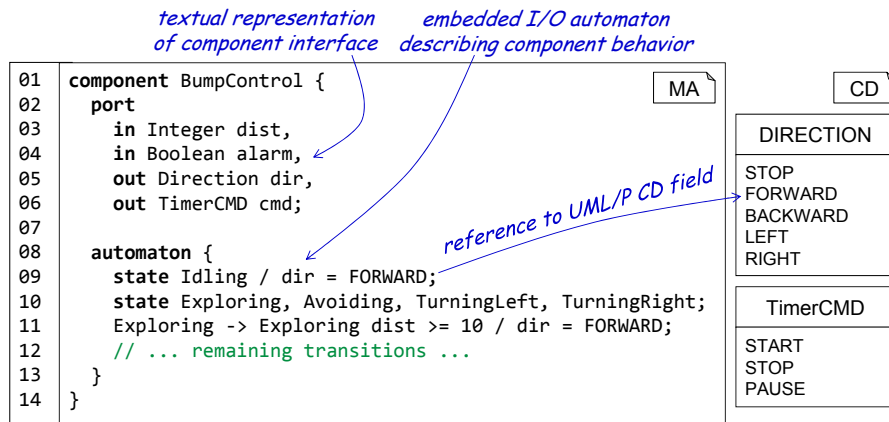 textual representation
of component interface
embedded I/O automaton
describing component behavior
01 component BumpControl {
02 port
03 in Integer dist,
04 in Boolean alarm,
05 out Direction dir,
06 out TimerCMD cmd;
07
08 automaton {
09 state Idling / dir = FORWARD;
10 state Exploring, Avoiding, TurningLeft, TurningRight;
11 Exploring -> Exploring dist >= 10 / dir = FORWARD;
12 // ... remaining transitions ...
13 }
14 }
MA
reference to UML/P CD field
CD
DIRECTION
STOP
FORWARD
BACKWARD
LEFT
RIGHT
TimerCMD
START
STOP
PAUSE